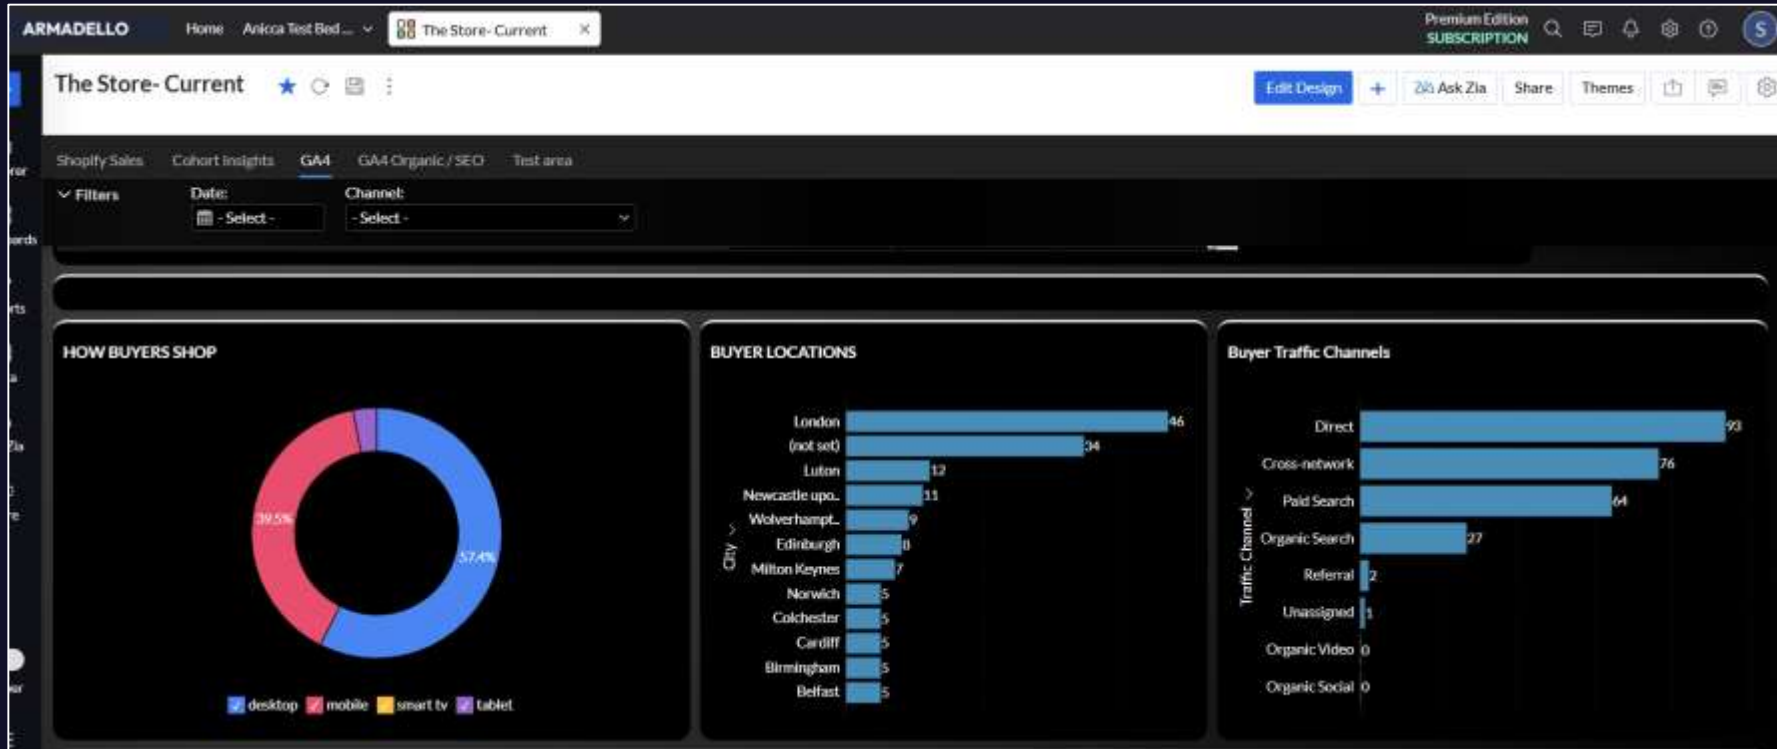 ARMADELLO Home Anicca Test Bed ... The Store- Current
Premium Edition
SUBSCRIPTION
S
The Store- Current
Edit Design + Ask Zia Share Themes
Shopify Sales Cohort Insights GA4 GA4 Organic / SEO Test area
Filters Date: Channel:
- Select - - Select -
HOW BUYERS SHOP
39.5%
57.4%
desktop mobile smart tv tablet
BUYER LOCATIONS
City
London 46
(not set) 34
Luton 12
Newcastle upo.. 11
Wolverhampt.. 9
Edinburgh 8
Milton Keynes 7
Norwich 5
Colchester 5
Cardiff 5
Birmingham 5
Belfast 5
Buyer Traffic Channels
Traffic Channel
Direct 93
Cross-network 76
Paid Search 64
Organic Search 27
Referral 2
Unassigned 1
Organic Video 0
Organic Social 0